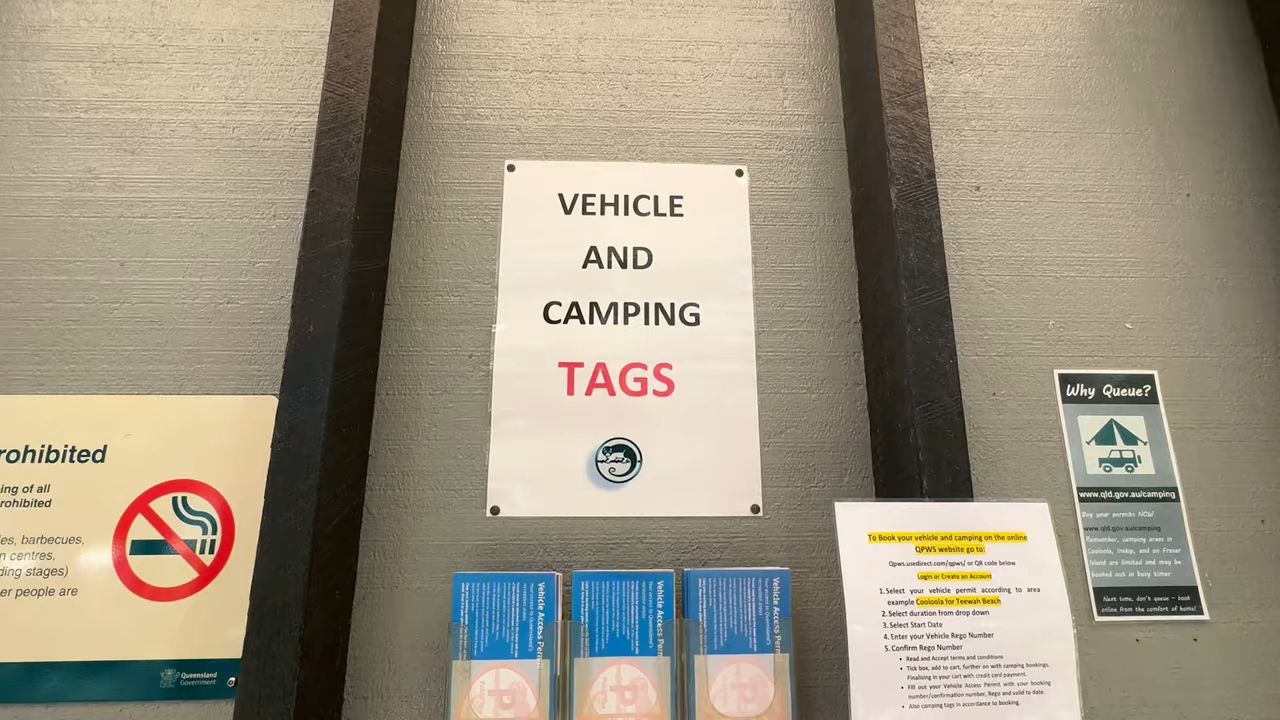 VEHICLE
AND
CAMPING
TAGS
rohibited
ing of all
rohibited
les, barbecues,
n centres,
ding stages)
er people are
Queensland
Government
Vehicle Access Permit
Vehicle Access Perm
Vehicle Access Perm
To Book your vehicle and camping on the online
QPWS website go to:
Qpws.usedirect.com/qpws/ or QR code below
Login or Create an Account
1. Select your vehicle permit according to area
example Cooloola for Teewah Beach
2. Select duration from drop down
3. Select Start Date
4. Enter your Vehicle Rego Number
5. Confirm Rego Number
• Read and Accept terms and conditions
• Tick box, add to cart, further on with camping bookings.
Finalising in your cart with credit card payment.
• Fill out your Vehicle Access Permit with your booking
number/confirmation number, Rego and valid to date.
• Also camping tags in accordance to booking.
Why Queue?
www.qld.gov.au/camping
Buy your permits NOW!
www.qld.gov.au/camping
Remember, camping areas in
Cooloola, Inskip, and on Fraser
Island are limited and may be
booked out in busy times
Next time, don't queue - book
online from the comfort of home!